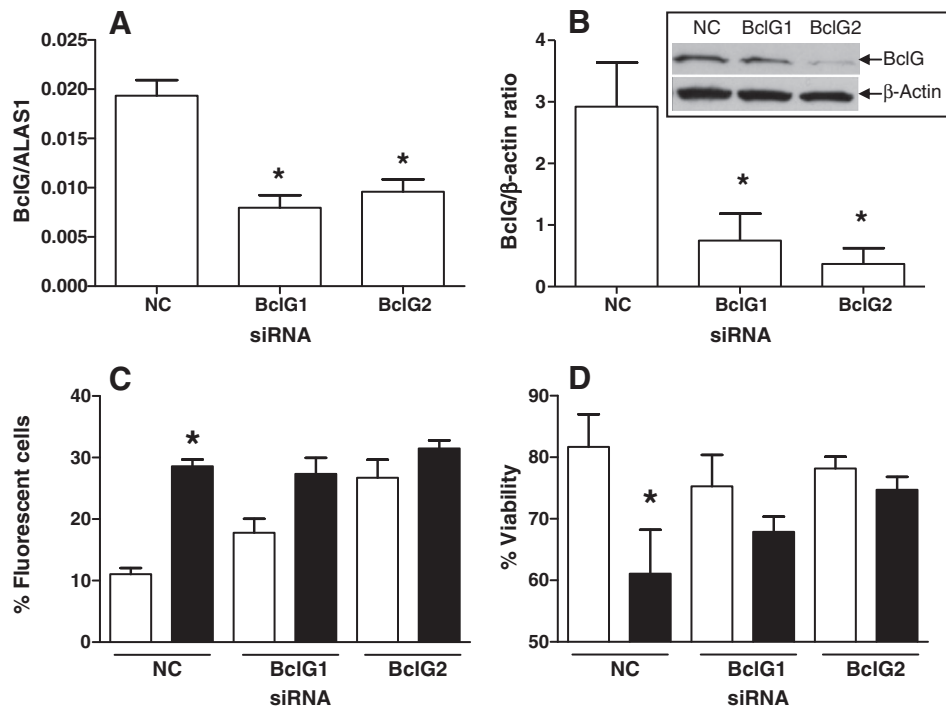 A
BclG/ALAS1
0.025
0.020
0.015
0.010
0.005
0.000
*
*
NC
BclG1
BclG2
siRNA
B
BclG/β-actin ratio
4
3
2
1
0
NC BclG1 BclG2
BclG
β-Actin
*
*
NC
BclG1
BclG2
siRNA
C
% Fluorescent cells
40
30
20
10
0
*
NC
BclG1
BclG2
siRNA
D
% Viability
90
80
70
60
50
*
NC
BclG1
BclG2
siRNA